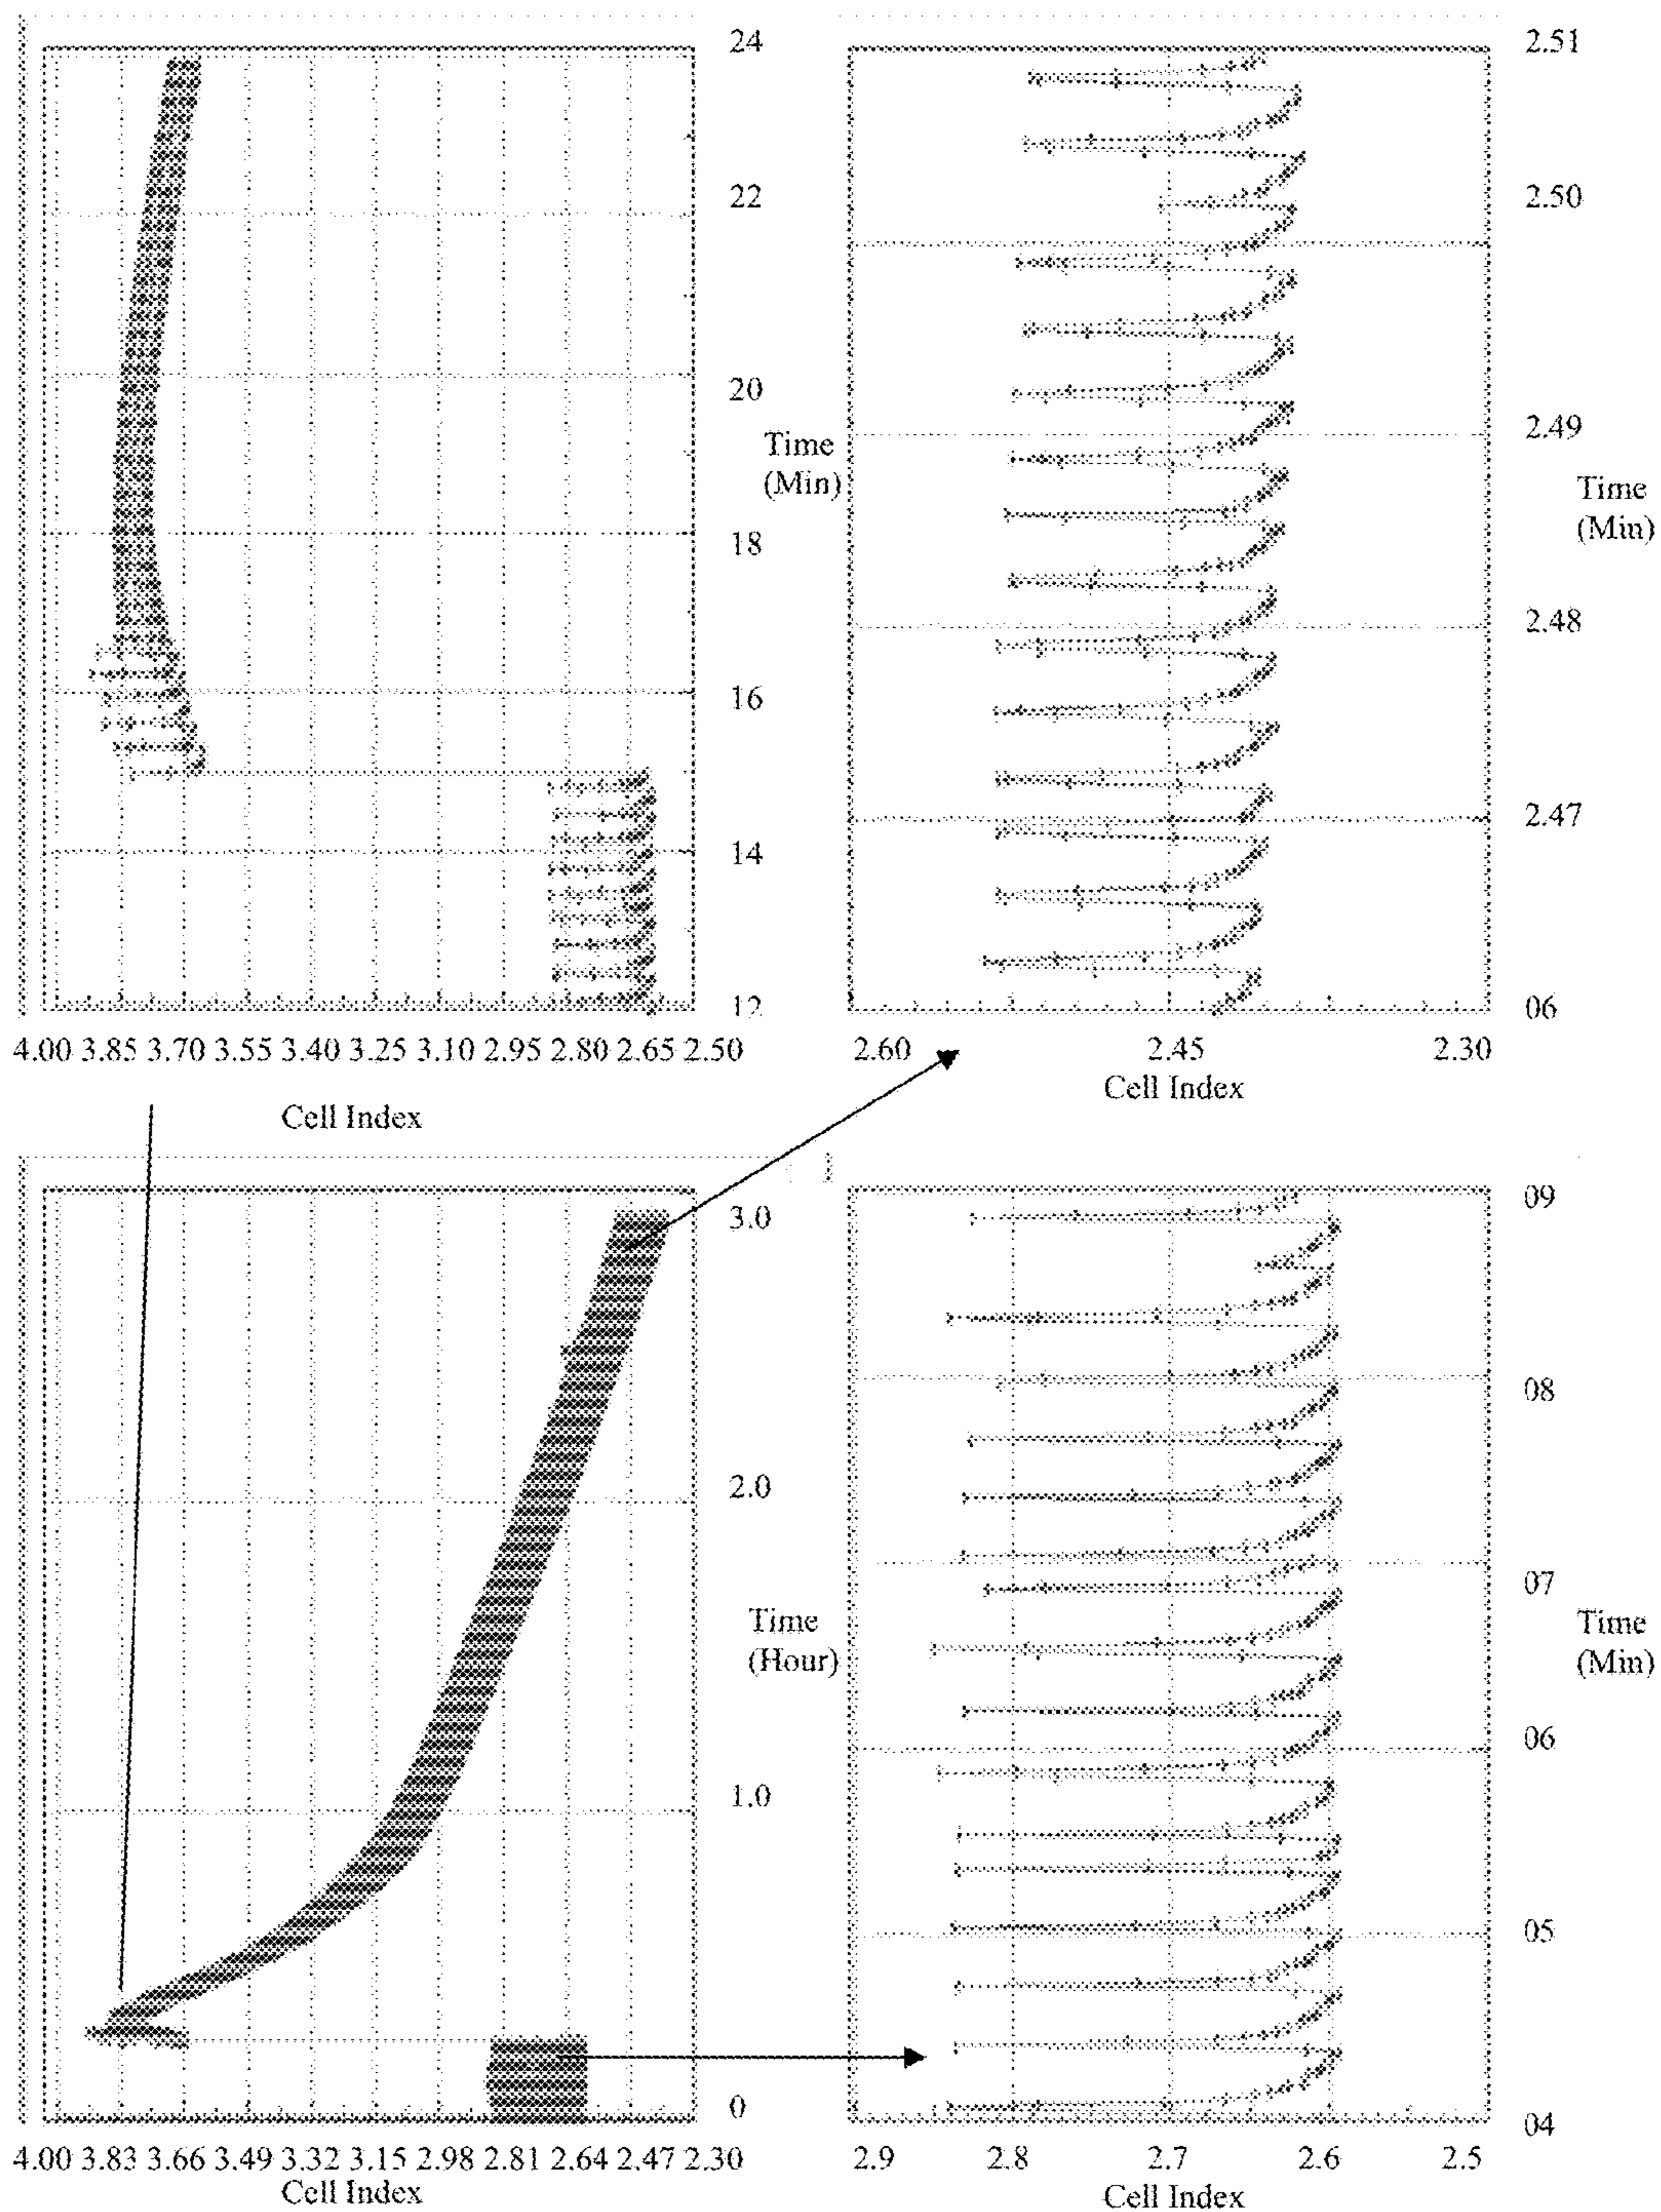 24
22
20
Time
(Min)
18
16
14
12
4.00 3.85 3.70 3.55 3.40 3.25 3.10 2.95 2.80 2.65 2.50
Cell Index
2.51
2.50
2.49
Time
(Min)
2.48
2.47
06
2.60 2.45 2.30
Cell Index
3.0
2.0
Time
(Hour)
1.0
0
4.00 3.83 3.66 3.49 3.32 3.15 2.98 2.81 2.64 2.47 2.30
Cell Index
09
08
07
Time
(Min)
06
05
04
2.9 2.8 2.7 2.6 2.5
Cell Index